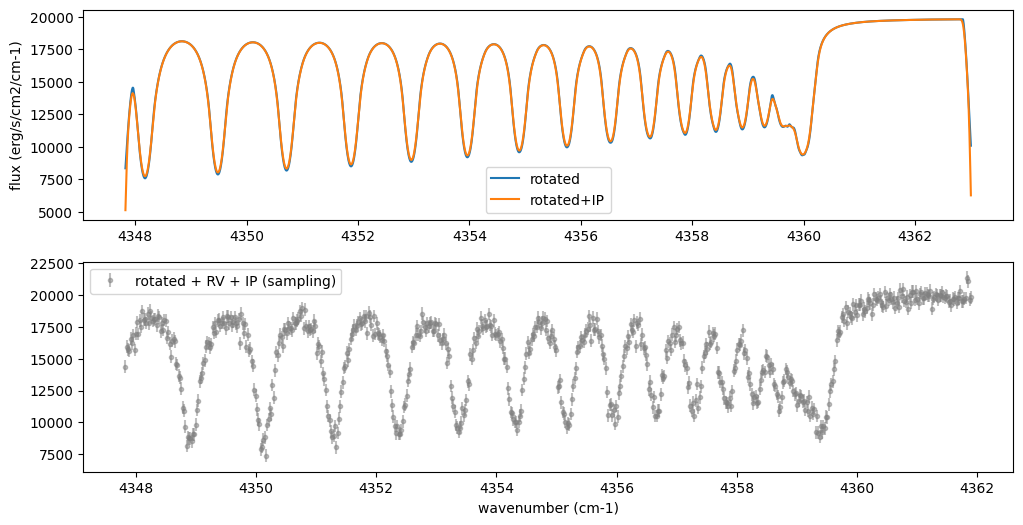 20000
17500
15000
12500
10000
7500
5000
flux (erg/s/cm2/cm-1)
rotated
rotated+IP
4348 4350 4352 4354 4356 4358 4360 4362
22500
20000
17500
15000
12500
10000
7500
rotated + RV + IP (sampling)
4348 4350 4352 4354 4356 4358 4360 4362
wavenumber (cm-1)